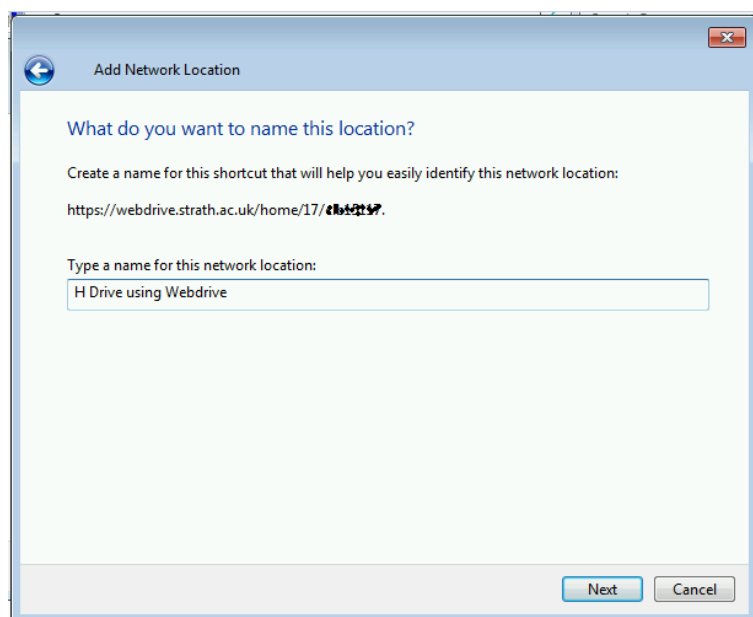 Add Network Location
What do you want to name this location?
Create a name for this shortcut that will help you easily identify this network location:
https://webdrive.strath.ac.uk/home/17/
Type a name for this network location:
H Drive using Webdrive
Next
Cancel